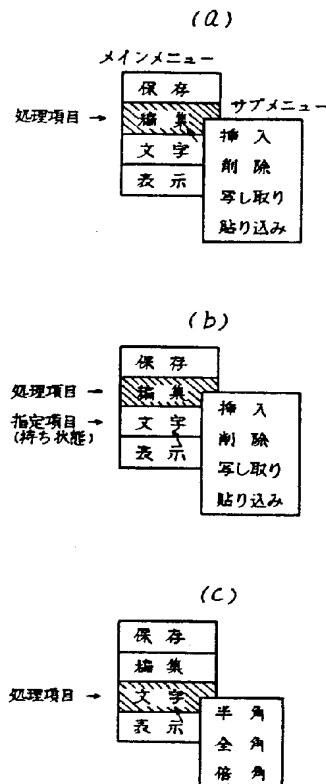 (a)
メインメニュー
保存
処理項目 → 編集 サブメニュー
文字 挿入
表示 削除
写し取り
貼り込み
(b)
保存
処理項目 → 編集
指定項目 → 文字 挿入
(待ち状態) 表示 削除
写し取り
貼り込み
(c)
保存
編集
処理項目 → 文字
表示 半角
全角
倍角